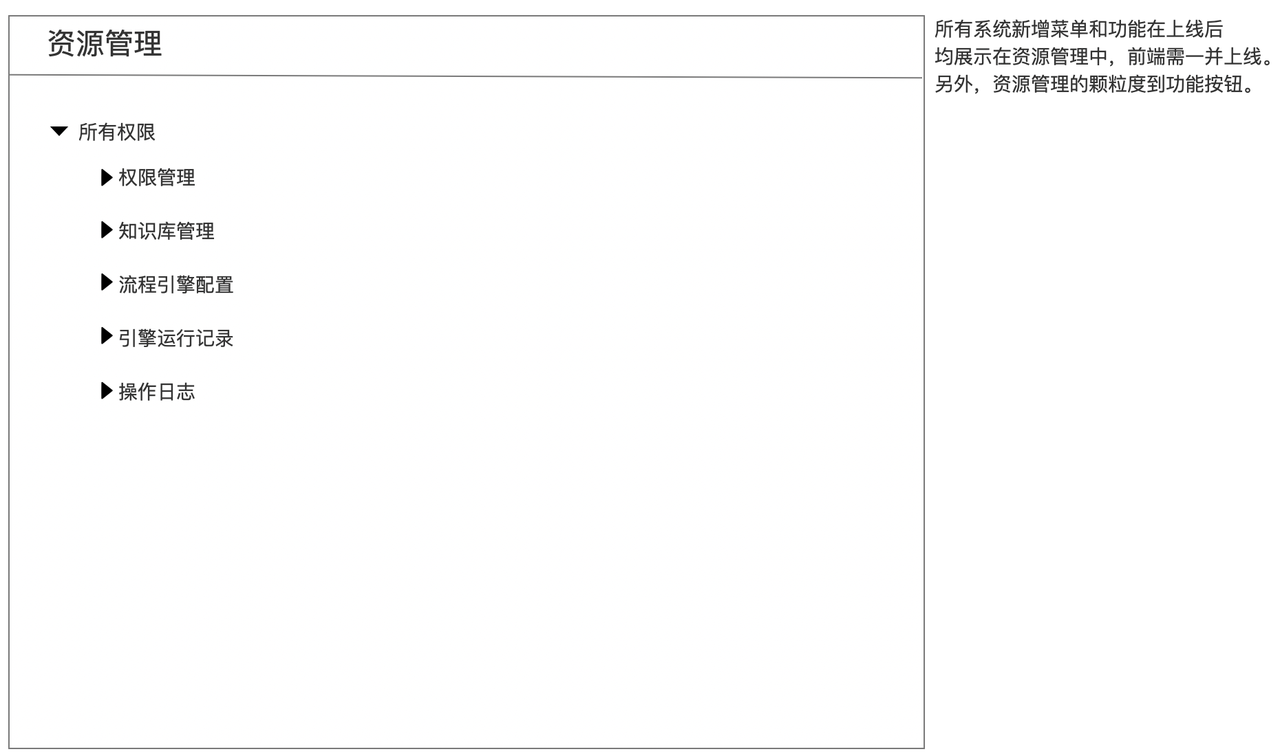 资源管理
所有权限
权限管理
知识库管理
流程引擎配置
引擎运行记录
操作日志
所有系统新增菜单和功能在上线后
均展示在资源管理中，前端需一并上线。
另外，资源管理的颗粒度到功能按钮。